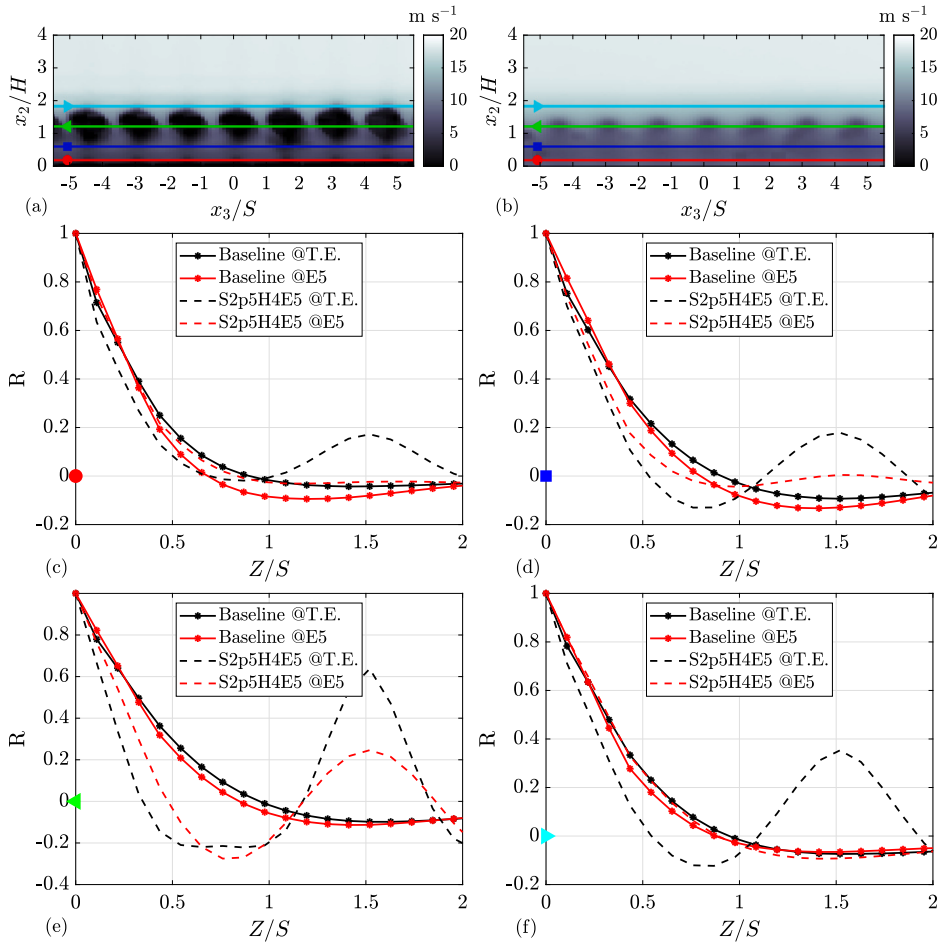 m s⁻¹
m s⁻¹
4
3
2
1
0
x₂/H
-5 -4 -3 -2 -1 0 1 2 3 4 5
x₃/S
(a)
20
15
10
5
0
4
3
2
1
0
x₂/H
-5 -4 -3 -2 -1 0 1 2 3 4 5
x₃/S
(b)
20
15
10
5
0
1
0.8
0.6
0.4
0.2
0
-0.2
R
Baseline @T.E.
Baseline @E5
S2p5H4E5 @T.E.
S2p5H4E5 @E5
0 0.5 1 1.5 2
(c)
Z/S
1
0.8
0.6
0.4
0.2
0
-0.2
R
Baseline @T.E.
Baseline @E5
S2p5H4E5 @T.E.
S2p5H4E5 @E5
0 0.5 1 1.5 2
(d)
Z/S
0.8
0.6
0.4
0.2
0
-0.2
-0.4
R
Baseline @T.E.
Baseline @E5
S2p5H4E5 @T.E.
S2p5H4E5 @E5
0 0.5 1 1.5 2
(e)
Z/S
1
0.8
0.6
0.4
0.2
0
-0.2
R
Baseline @T.E.
Baseline @E5
S2p5H4E5 @T.E.
S2p5H4E5 @E5
0 0.5 1 1.5 2
(f)
Z/S